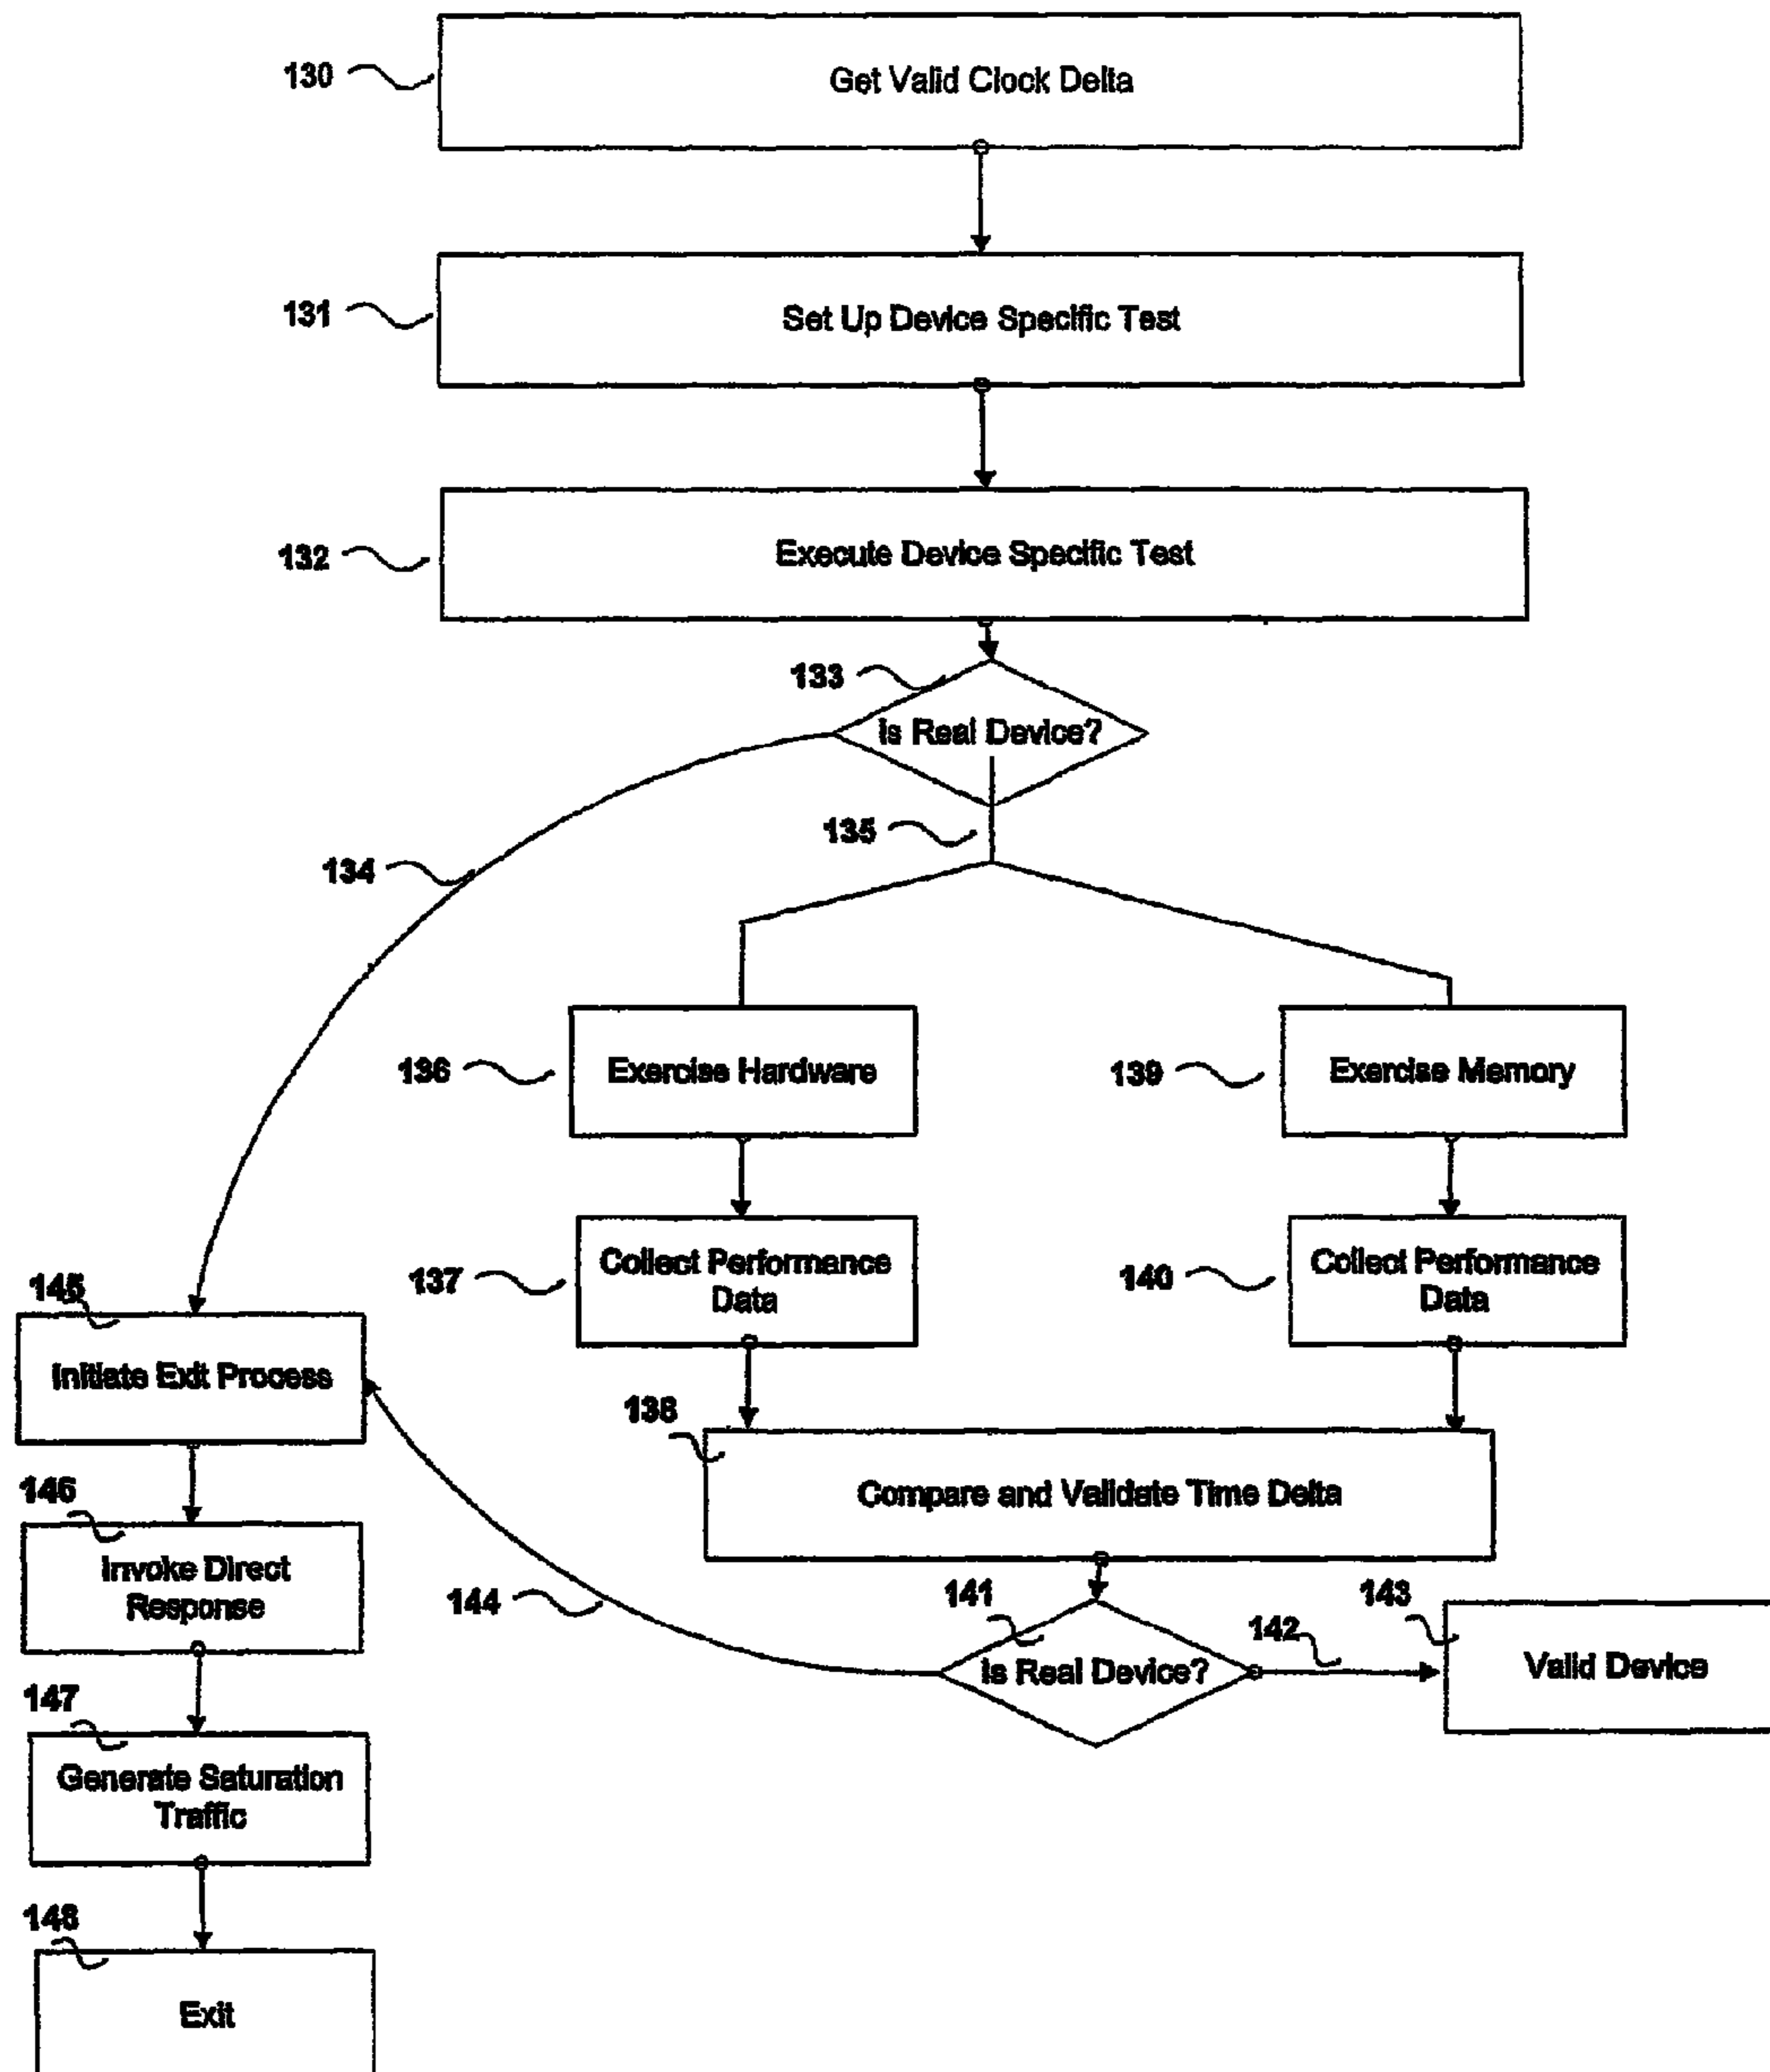 130
Get Valid Clock Delta
131
Set Up Device Specific Test
132
Execute Device Specific Test
133
Is Real Device?
135
134
136
Exercise Hardware
139
Exercise Memory
137
Collect Performance
Data
140
Collect Performance
Data
145
Initiate Exit Process
138
Compare and Validate Time Delta
146
Invoke Direct
Response
144
141
Is Real Device?
142
143
Valid Device
147
Generate Saturation
Traffic
148
Exit